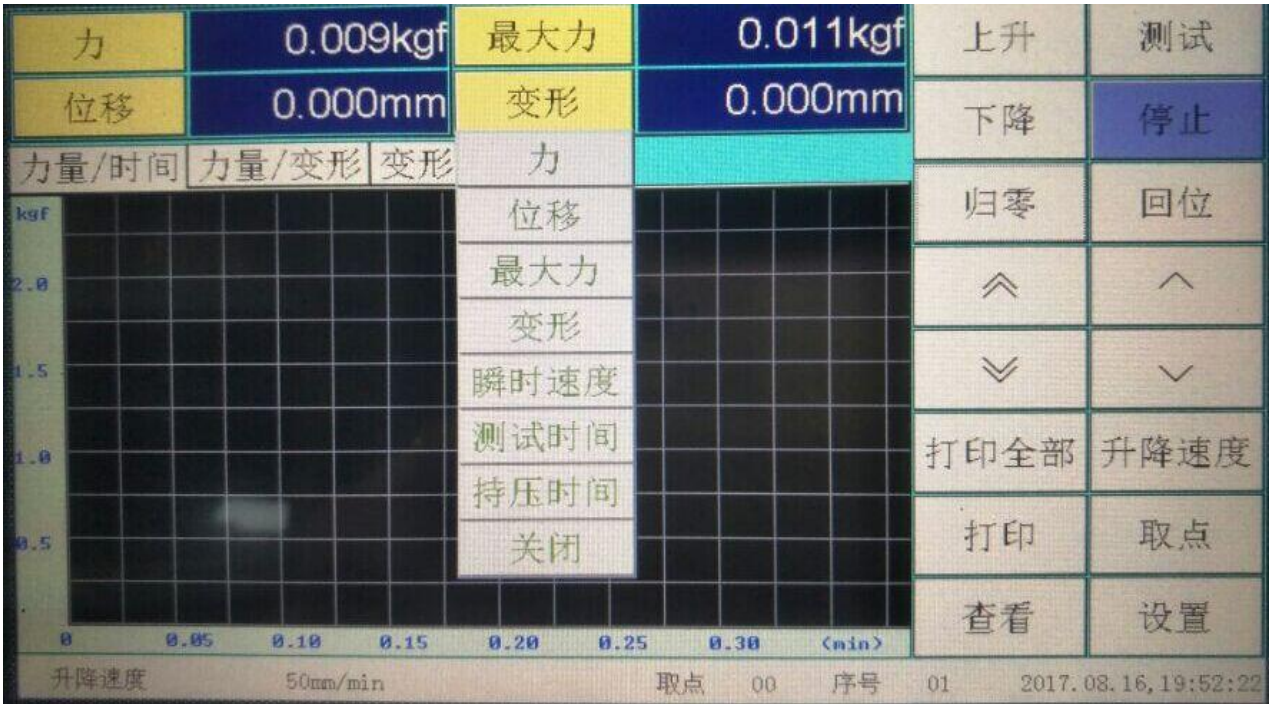 力 0.009kgf 最大力 0.011kgf 上升 测试
位移 0.000mm 变形 0.000mm 下降 停止
力量/时间 力量/变形 变形 力
kgf 位移 归零 回位
2.0 最大力
变形
1.5 瞬时速度
1.0 测试时间 打印全部 升降速度
持压时间
0.5 关闭 打印 取点
查看 设置
0 0.05 0.10 0.15 0.20 0.25 0.30 <min>
升降速度 50mm/min 取点 00 序号 01 2017.08.16,19:52:22